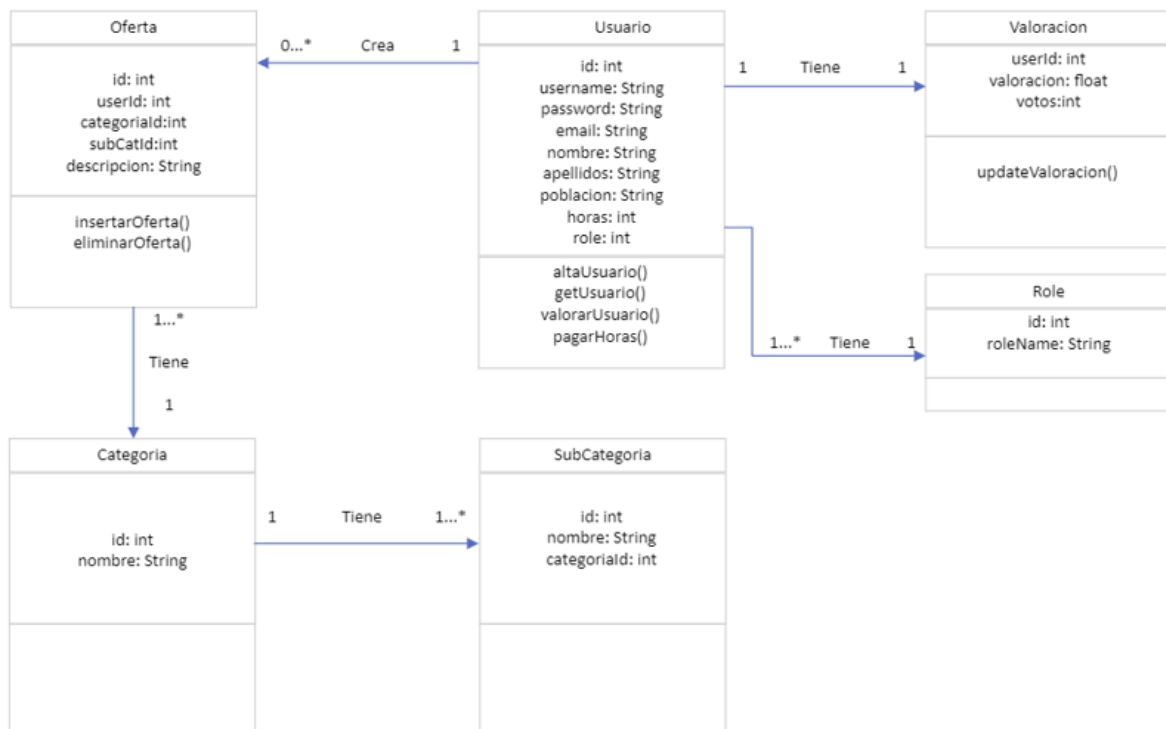 Oferta
id: int
userId: int
categoriaId:int
subCatId:int
descripcion: String
insertarOferta()
eliminarOferta()
0...* Crea 1
Usuario
id: int
username: String
password: String
email: String
nombre: String
apellidos: String
poblacion: String
horas: int
role: int
altaUsuario()
getUsuario()
valorarUsuario()
pagarHoras()
1 Tiene 1
Valoracion
userId: int
valoracion: float
votos:int
updateValoracion()
1...* Tiene 1
Role
id: int
roleName: String
1...*
Tiene
1
Categoria
id: int
nombre: String
1 Tiene 1...*
SubCategoria
id: int
nombre: String
categoriaId: int